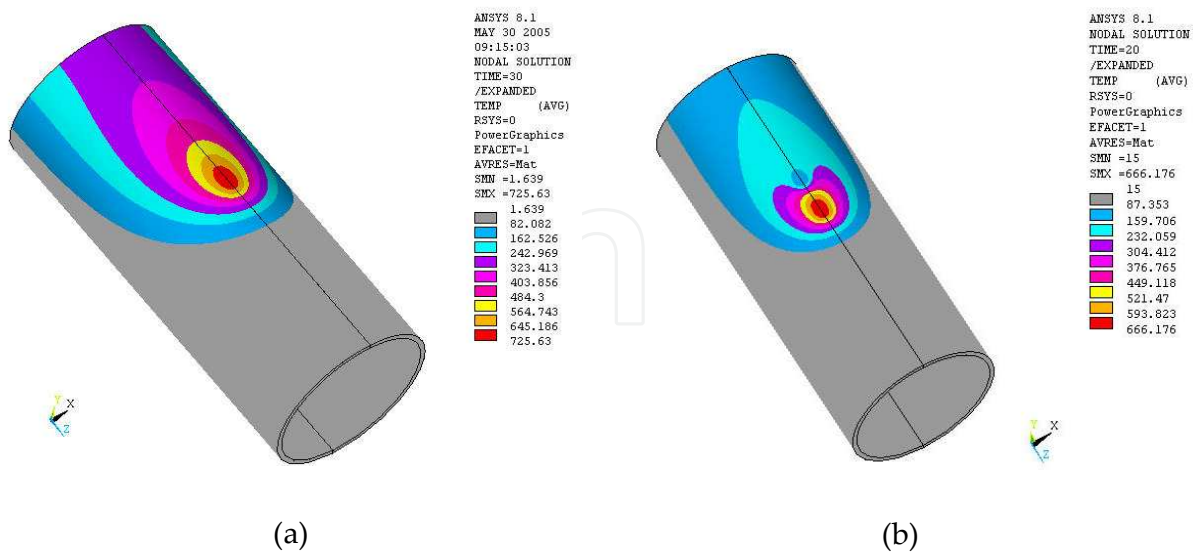 ANSYS 8.1
MAY 30 2005
09:15:03
NODAL SOLUTION
TIME=30
/EXPANDED
TEMP (AVG)
RSYS=0
PowerGraphics
EFACET=1
AVRES=Mat
SMN =1.639
SMX =725.63
1.639
82.082
162.526
242.969
323.413
403.856
484.3
564.743
645.186
725.63
Y
X
Z
(a)
ANSYS 8.1
NODAL SOLUTION
TIME=20
/EXPANDED
TEMP (AVG)
RSYS=0
PowerGraphics
EFACET=1
AVRES=Mat
SMN =15
SMX =666.176
15
87.353
159.706
232.059
304.412
376.765
449.118
521.47
593.823
666.176
Y
X
Z
(b)